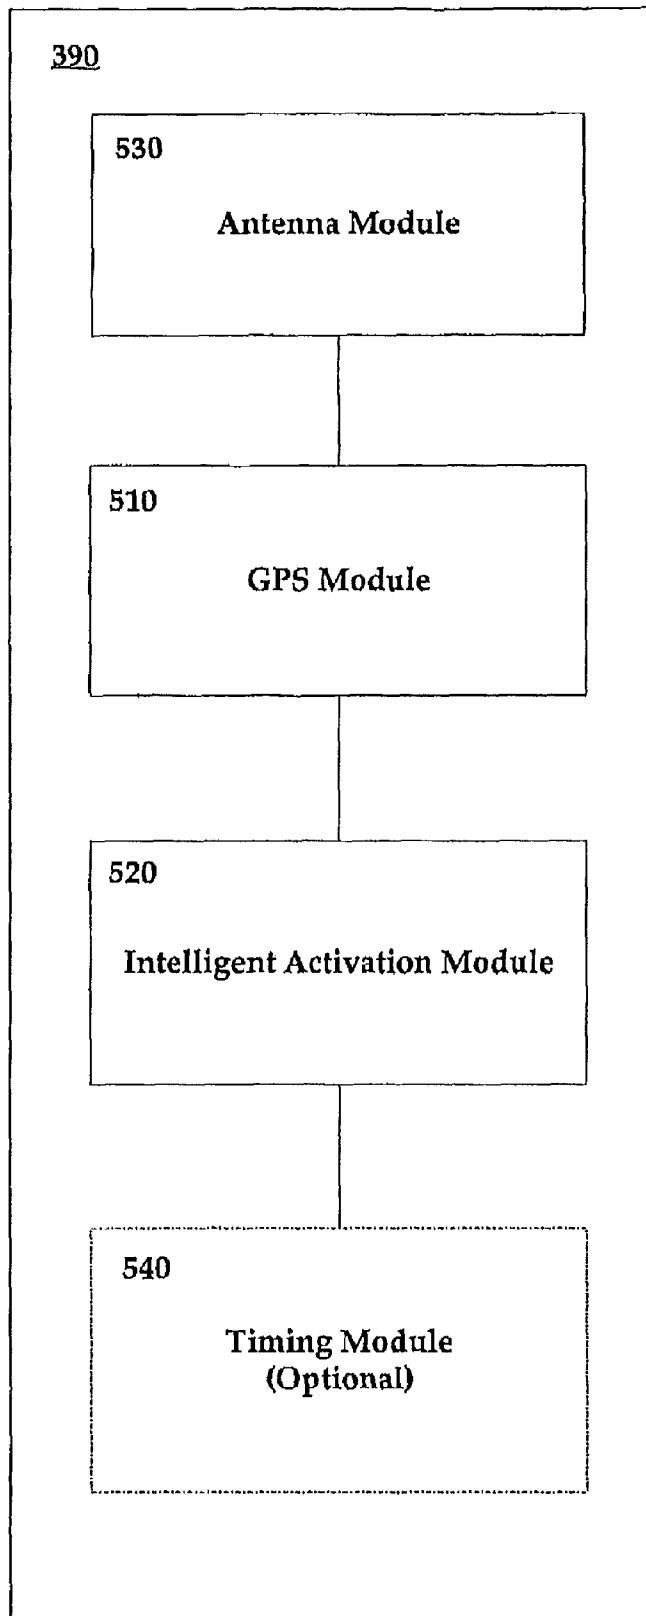 390
530
Antenna Module
510
GPS Module
520
Intelligent Activation Module
540
Timing Module
(Optional)